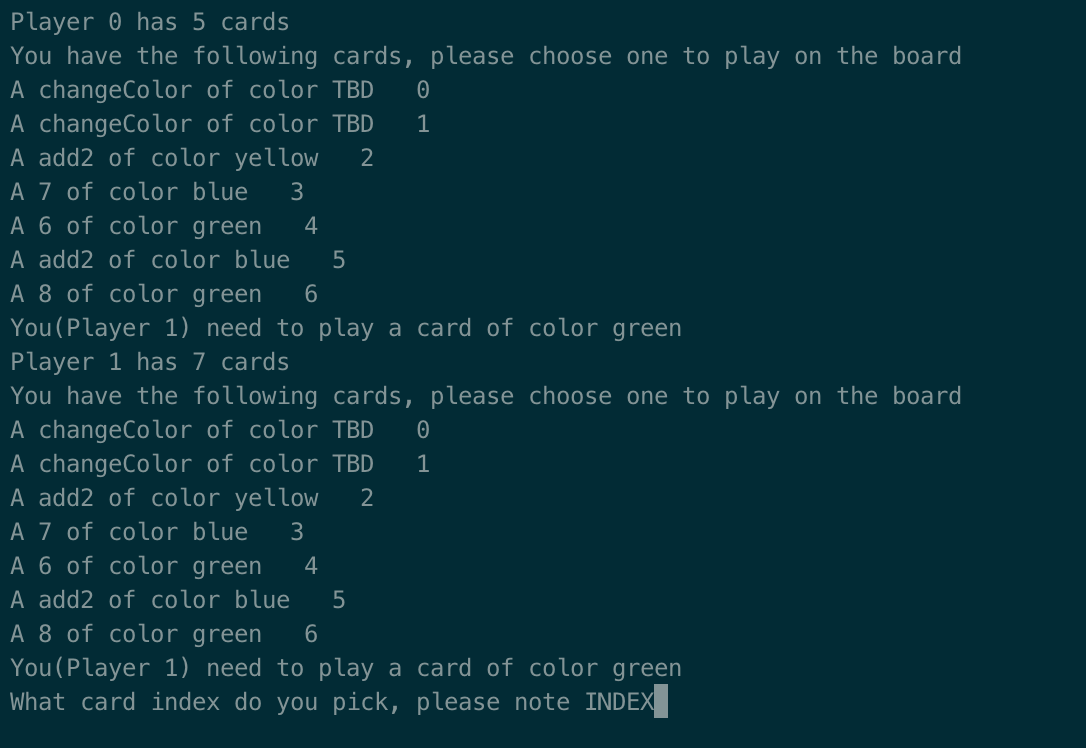 Player 0 has 5 cards
You have the following cards, please choose one to play on the board
A changeColor of color TBD   0
A changeColor of color TBD   1
A add2 of color yellow   2
A 7 of color blue   3
A 6 of color green   4
A add2 of color blue   5
A 8 of color green   6
You(Player 1) need to play a card of color green
Player 1 has 7 cards
You have the following cards, please choose one to play on the board
A changeColor of color TBD   0
A changeColor of color TBD   1
A add2 of color yellow   2
A 7 of color blue   3
A 6 of color green   4
A add2 of color blue   5
A 8 of color green   6
You(Player 1) need to play a card of color green
What card index do you pick, please note INDEX